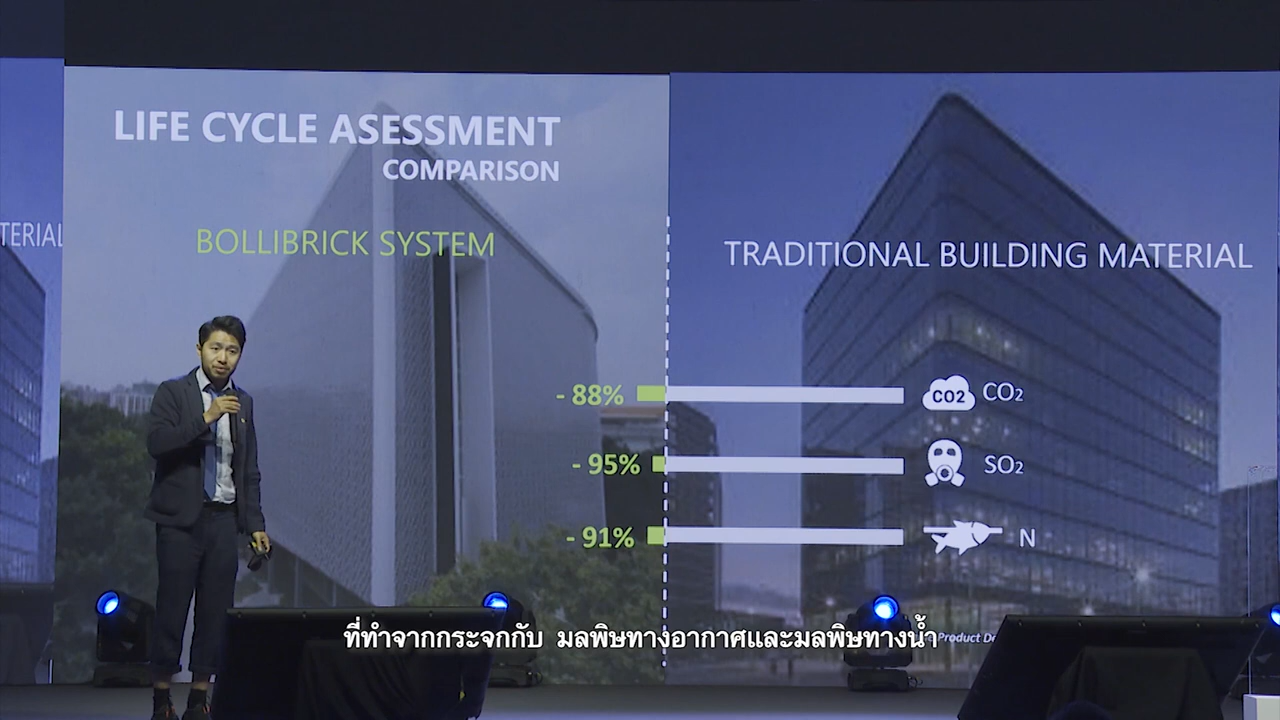 LIFE CYCLE ASESSMENT
COMPARISON
TERIAL
BOLLIBRICK SYSTEM
TRADITIONAL BUILDING MATERIAL
- 88%
CO2
CO2
- 95%
SO2
- 91%
N
ที่ทำจากกระจกกับ มลพิษทางอากาศและมลพิษทางน้ำ
Product